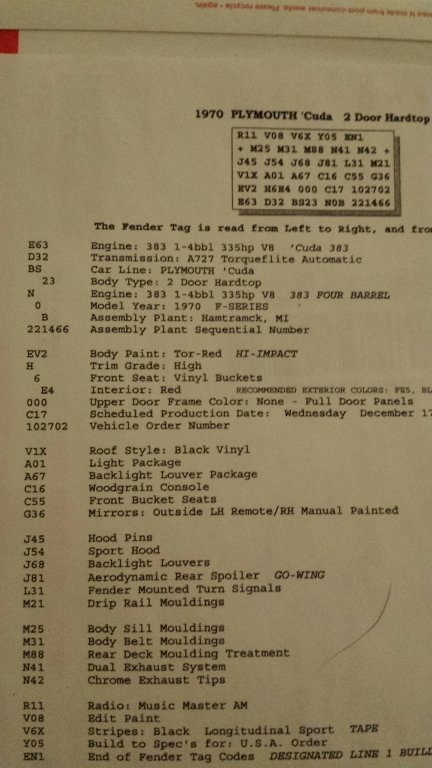 ope is made from post-consumer waste. Please recycle - again.
1970 PLYMOUTH 'Cuda 2 Door Hardtop
R11 V08 V6X Y05 EN1
+ M25 M31 M88 N41 N42 +
J45 J54 J68 J81 L31 M21
V1X A01 A67 C16 C55 G36
EV2 H6E4 000 C17 102702
E63 D32 BS23 N0B 221466
The Fender Tag is read from Left to Right, and fro
E63 Engine: 383 1-4bbl 335hp V8 'Cuda 383
D32 Transmission: A727 Torqueflite Automatic
BS Car Line: PLYMOUTH 'Cuda
23 Body Type: 2 Door Hardtop
N Engine: 383 1-4bbl 335hp V8 383 FOUR BARREL
0 Model Year: 1970 F-SERIES
B Assembly Plant: Hamtramck, MI
221466 Assembly Plant Sequential Number
EV2 Body Paint: Tor-Red HI-IMPACT
H Trim Grade: High
6 Front Seat: Vinyl Buckets
E4 Interior: Red RECOMMENDED EXTERIOR COLORS: FE5, BL
000 Upper Door Frame Color: None - Full Door Panels
C17 Scheduled Production Date: Wednesday December 17
102702 Vehicle Order Number
V1X Roof Style: Black Vinyl
A01 Light Package
A67 Backlight Louver Package
C16 Woodgrain Console
C55 Front Bucket Seats
G36 Mirrors: Outside LH Remote/RH Manual Painted
J45 Hood Pins
J54 Sport Hood
J68 Backlight Louvers
J81 Aerodynamic Rear Spoiler GO-WING
L31 Fender Mounted Turn Signals
M21 Drip Rail Mouldings
M25 Body Sill Mouldings
M31 Body Belt Mouldings
M88 Rear Deck Moulding Treatment
N41 Dual Exhaust System
N42 Chrome Exhaust Tips
R11 Radio: Music Master AM
V08 Edit Paint
V6X Stripes: Black Longitudinal Sport TAPE
Y05 Build to Spec's for: U.S.A. Order
EN1 End of Fender Tag Codes DESIGNATED LINE 1 BUILD